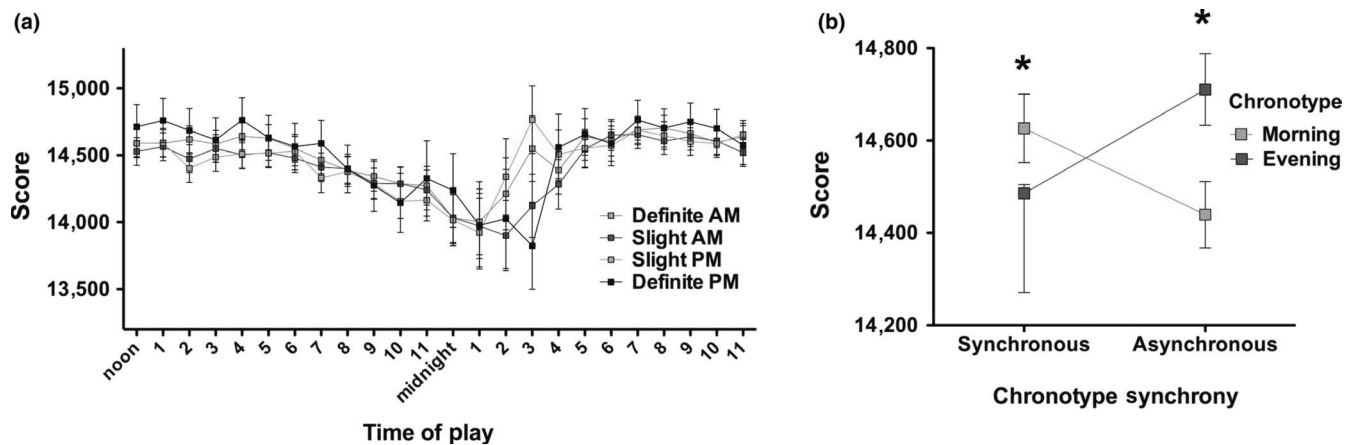 (a)
15,000
14,500
14,000
13,500
Score
Definite AM
Slight AM
Slight PM
Definite PM
noon 1 2 3 4 5 6 7 8 9 10 11 midnight 1 2 3 4 5 6 7 8 9 10 11
Time of play
(b)
14,800
14,600
14,400
14,200
Score
*
*
Chronotype
Morning
Evening
Synchronous Asynchronous
Chronotype synchrony